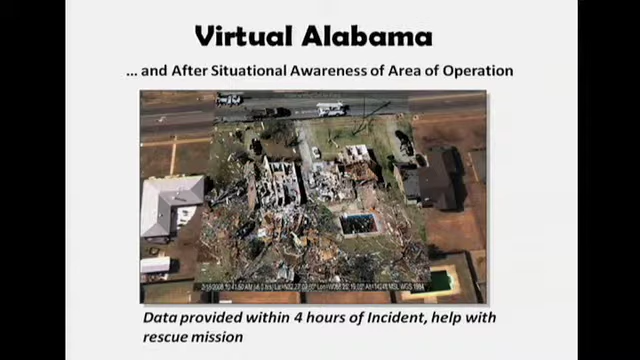 Virtual Alabama
... and After Situational Awareness of Area of Operation
Data provided within 4 hours of Incident, help with
rescue mission